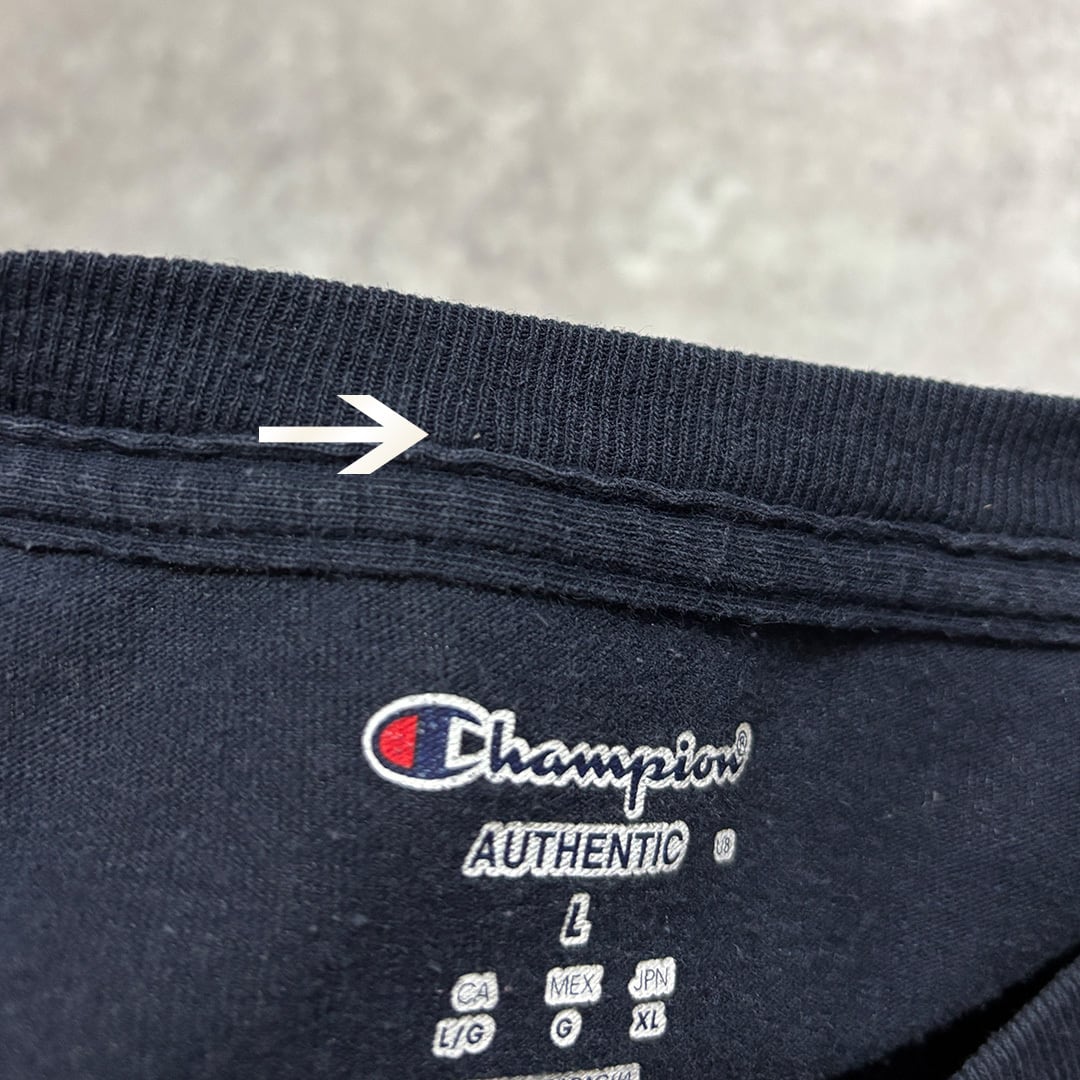 Champion®
AUTHENTIC
L
CA MEX JPN
L/G G XL